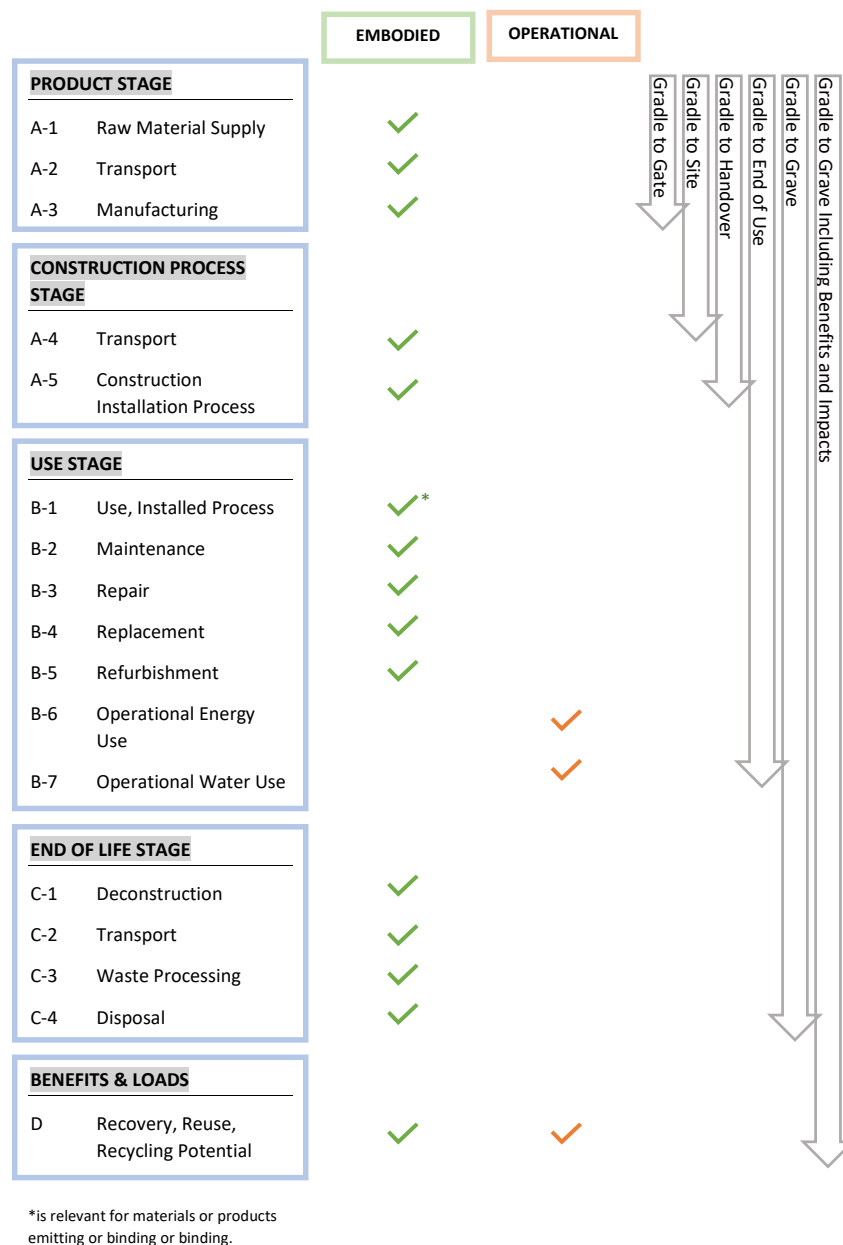 EMBODIED
OPERATIONAL
PRODUCT STAGE
A-1 Raw Material Supply
A-2 Transport
A-3 Manufacturing
CONSTRUCTION PROCESS
STAGE
A-4 Transport
A-5 Construction
Installation Process
USE STAGE
B-1 Use, Installed Process
*
B-2 Maintenance
B-3 Repair
B-4 Replacement
B-5 Refurbishment
B-6 Operational Energy
Use
B-7 Operational Water Use
END OF LIFE STAGE
C-1 Deconstruction
C-2 Transport
C-3 Waste Processing
C-4 Disposal
BENEFITS & LOADS
D Recovery, Reuse,
Recycling Potential
Gradle to Gate
Gradle to Site
Gradle to Handover
Gradle to End of Use
Gradle to Grave
Gradle to Grave Including Benefits and Impacts
*is relevant for materials or products
emitting or binding or binding.